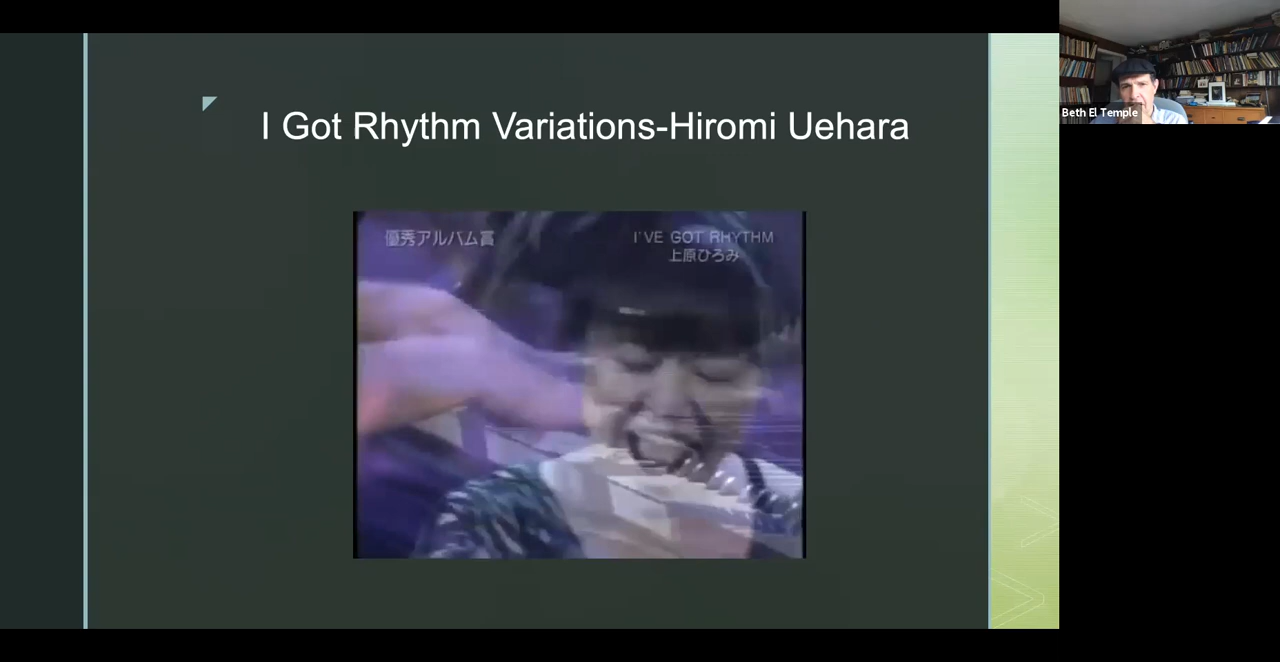 I Got Rhythm Variations-Hiromi Uehara
優秀アルバム賞
I'VE GOT RHYTHM
上原ひろみ
Beth El Temple